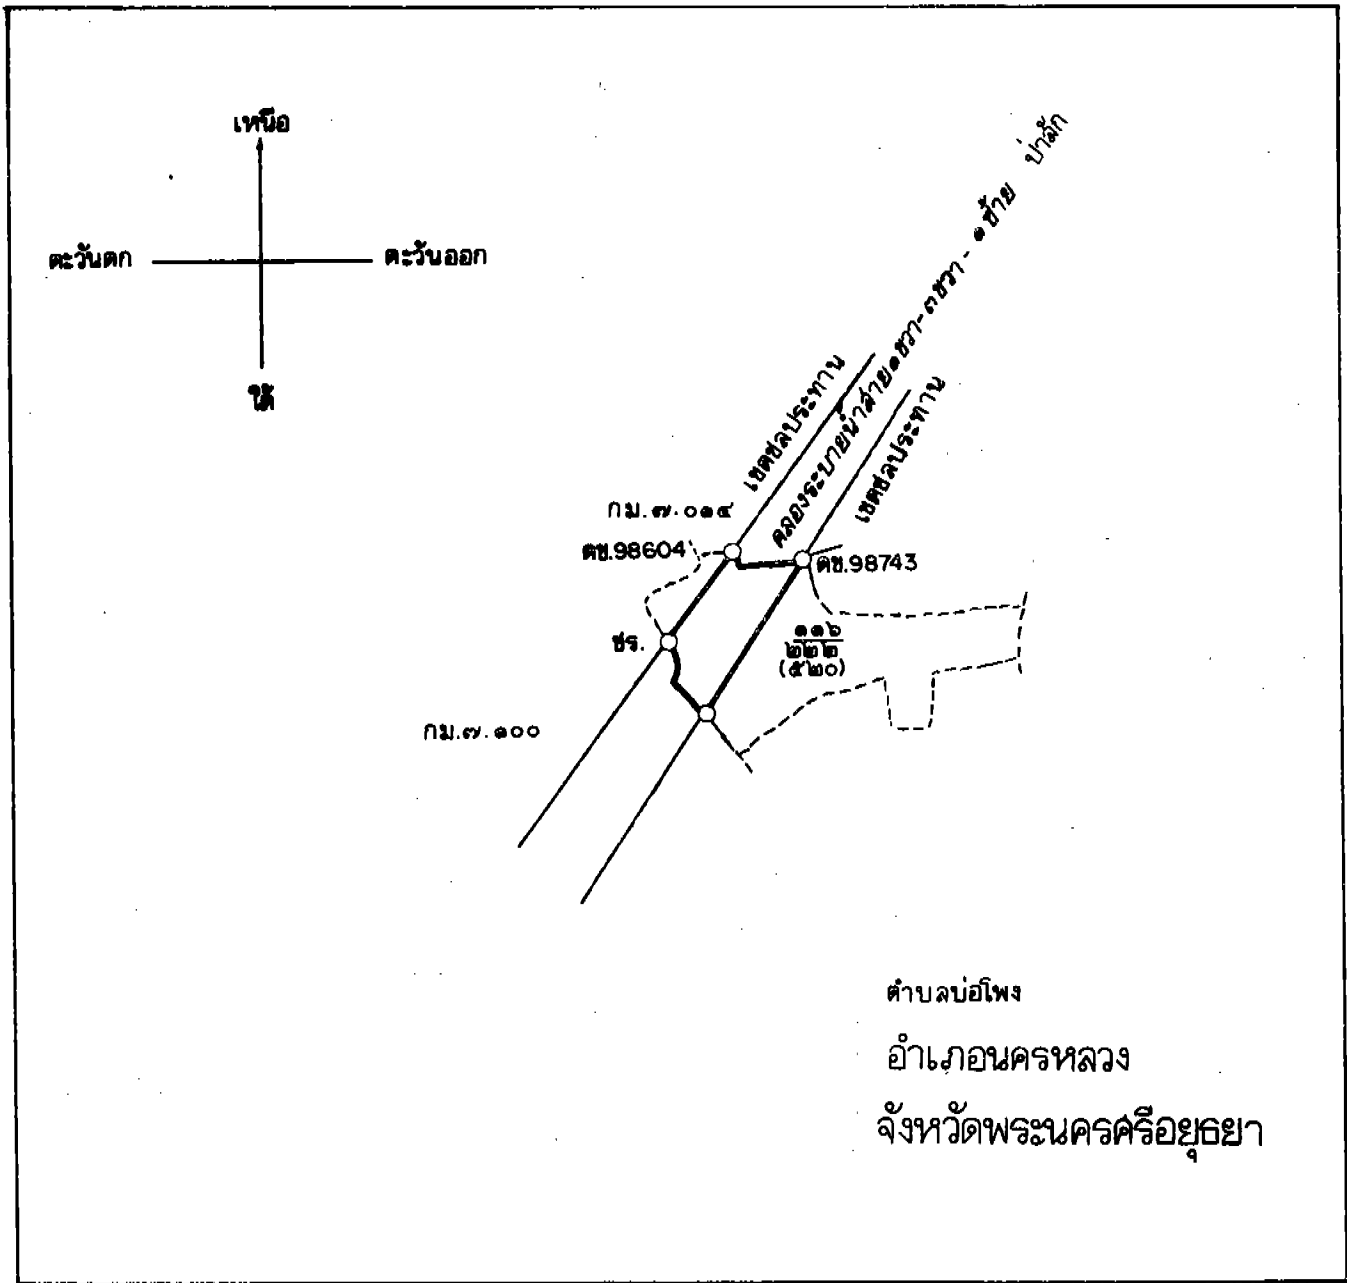 เหนือ
ตะวันตก
ตะวันออก
ใต้
คลองระบายน้ำสาย ๑ ขวา - ๓ ขวา - ๑ ซ้าย ป่าสัก
เขตชลประทาน
เขตชลประทาน
กม.๗.๐๑๔
ตช.98604
ตช.98743
ชร.
๑๑๖
๒๒๒
(๕๒๐)
กม.๗.๑๐๐
ตำบลบ่อโพง
อำเภอนครหลวง
จังหวัดพระนครศรีอยุธยา